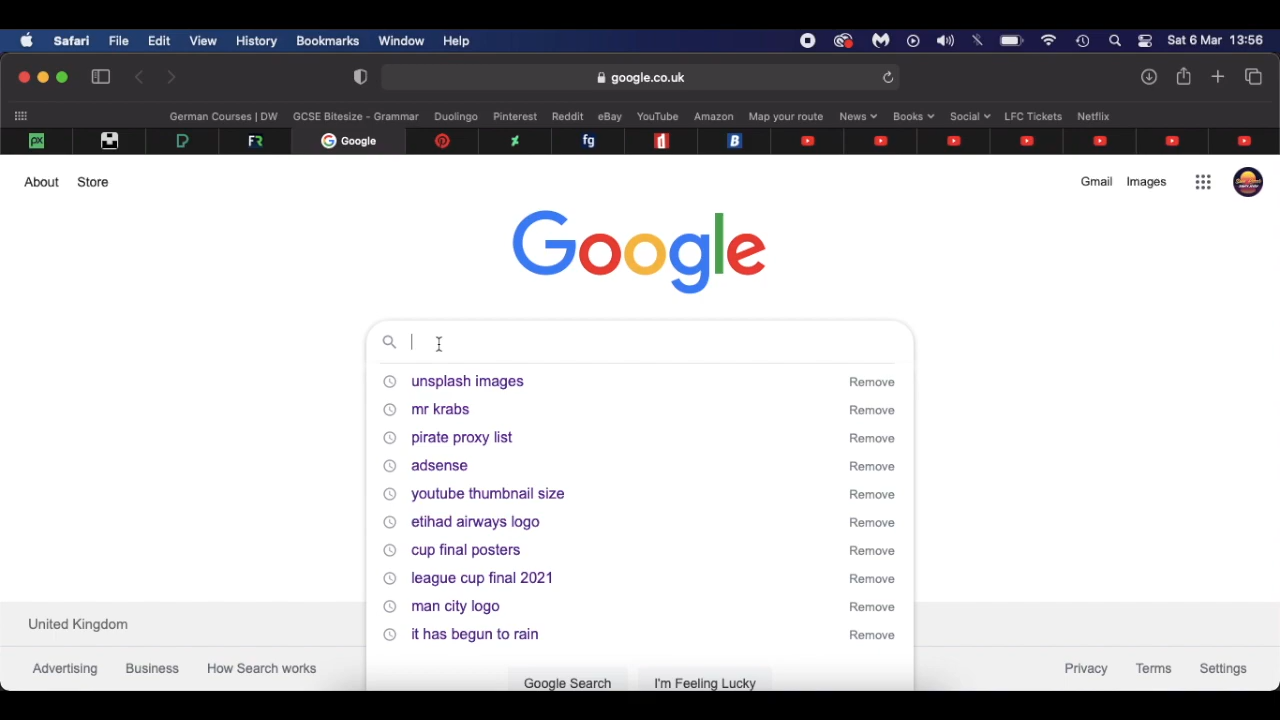 Safari File Edit View History Bookmarks Window Help Sat 6 Mar 13:56
google.co.uk
German Courses | DW GCSE Bitesize - Grammar Duolingo Pinterest Reddit eBay YouTube Amazon Map your route News Books Social LFC Tickets Netflix
px P FR Google fg d B
About Store Gmail Images
Google
unsplash images Remove
mr krabs Remove
pirate proxy list Remove
adsense Remove
youtube thumbnail size Remove
etihad airways logo Remove
cup final posters Remove
league cup final 2021 Remove
man city logo Remove
it has begun to rain Remove
United Kingdom
Advertising Business How Search works Google Search I'm Feeling Lucky Privacy Terms Settings